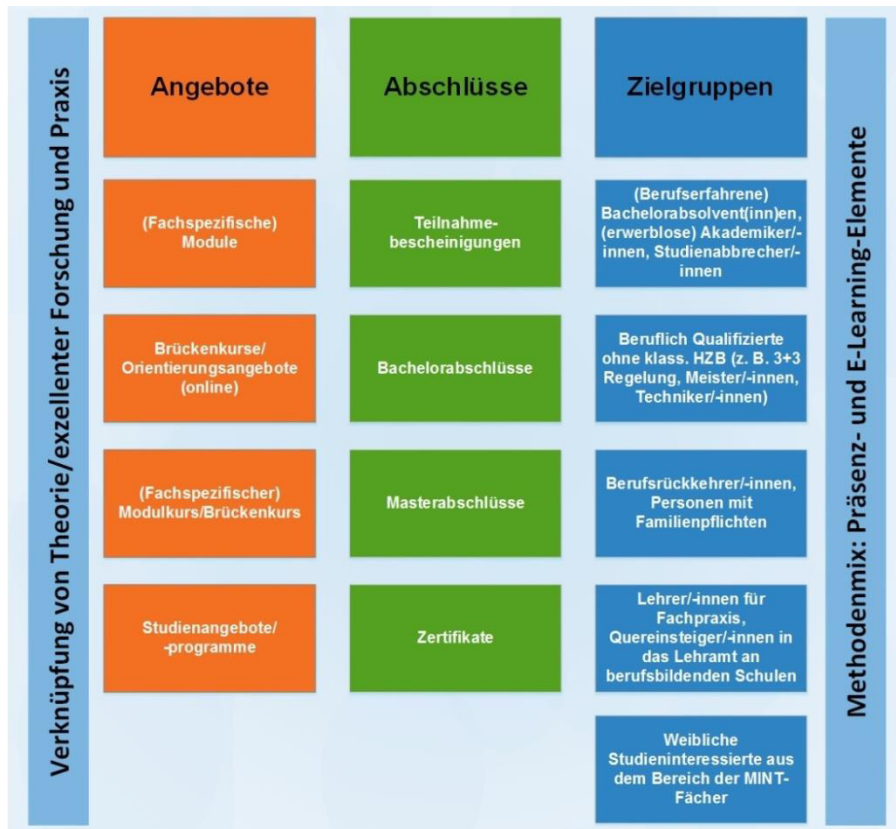 Verknüpfung von Theorie/exzellenter Forschung und Praxis
Angebote
(Fachspezifische)
Module
Brückenkurse/
Orientierungsangebote
(online)
(Fachspezifischer)
Modulkurs/Brückenkurs
Studienangebote/
-programme
Abschlüsse
Teilnahme-
bescheinigungen
Bachelorabschlüsse
Masterabschlüsse
Zertifikate
Zielgruppen
(Berufserfahrene)
Bachelorabsolvent(inn)en,
(erwerblose) Akademiker/-
innen, Studienabbrecher/-
innen
Beruflich Qualifizierte
ohne klass. HZB (z. B. 3+3
Regelung, Meister/-innen,
Techniker/-innen)
Berufsrückkehrer/-innen,
Personen mit
Familienpflichten
Lehrer/-innen für
Fachpraxis,
Quereinsteiger/-innen in
das Lehramt an
berufsbildenden Schulen
Weibliche
Studieninteressierte aus
dem Bereich der MINT-
Fächer
Methodenmix: Präsenz- und E-Learning-Elemente